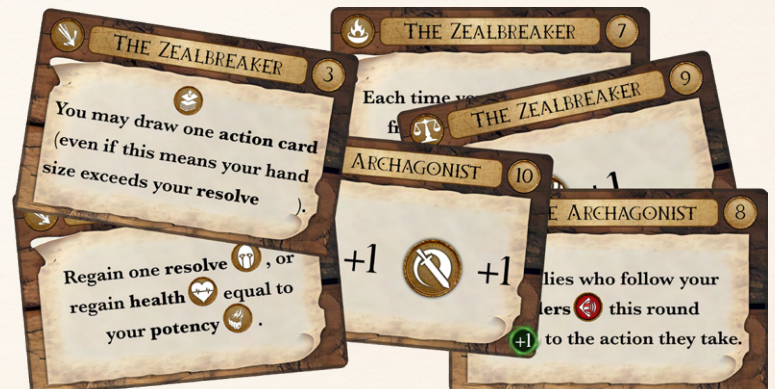 THE ZEALBREAKER 3
You may draw one action card
(even if this means your hand
size exceeds your resolve ).
THE ZEALBREAKER 7
Each time
THE ZEALBREAKER 9
+1
ARCHAGONIST 10
+1 +1
ARCHAGONIST 8
who follow your
this round
+1 to the action they take.
Regain one resolve , or
regain health equal to
your potency .